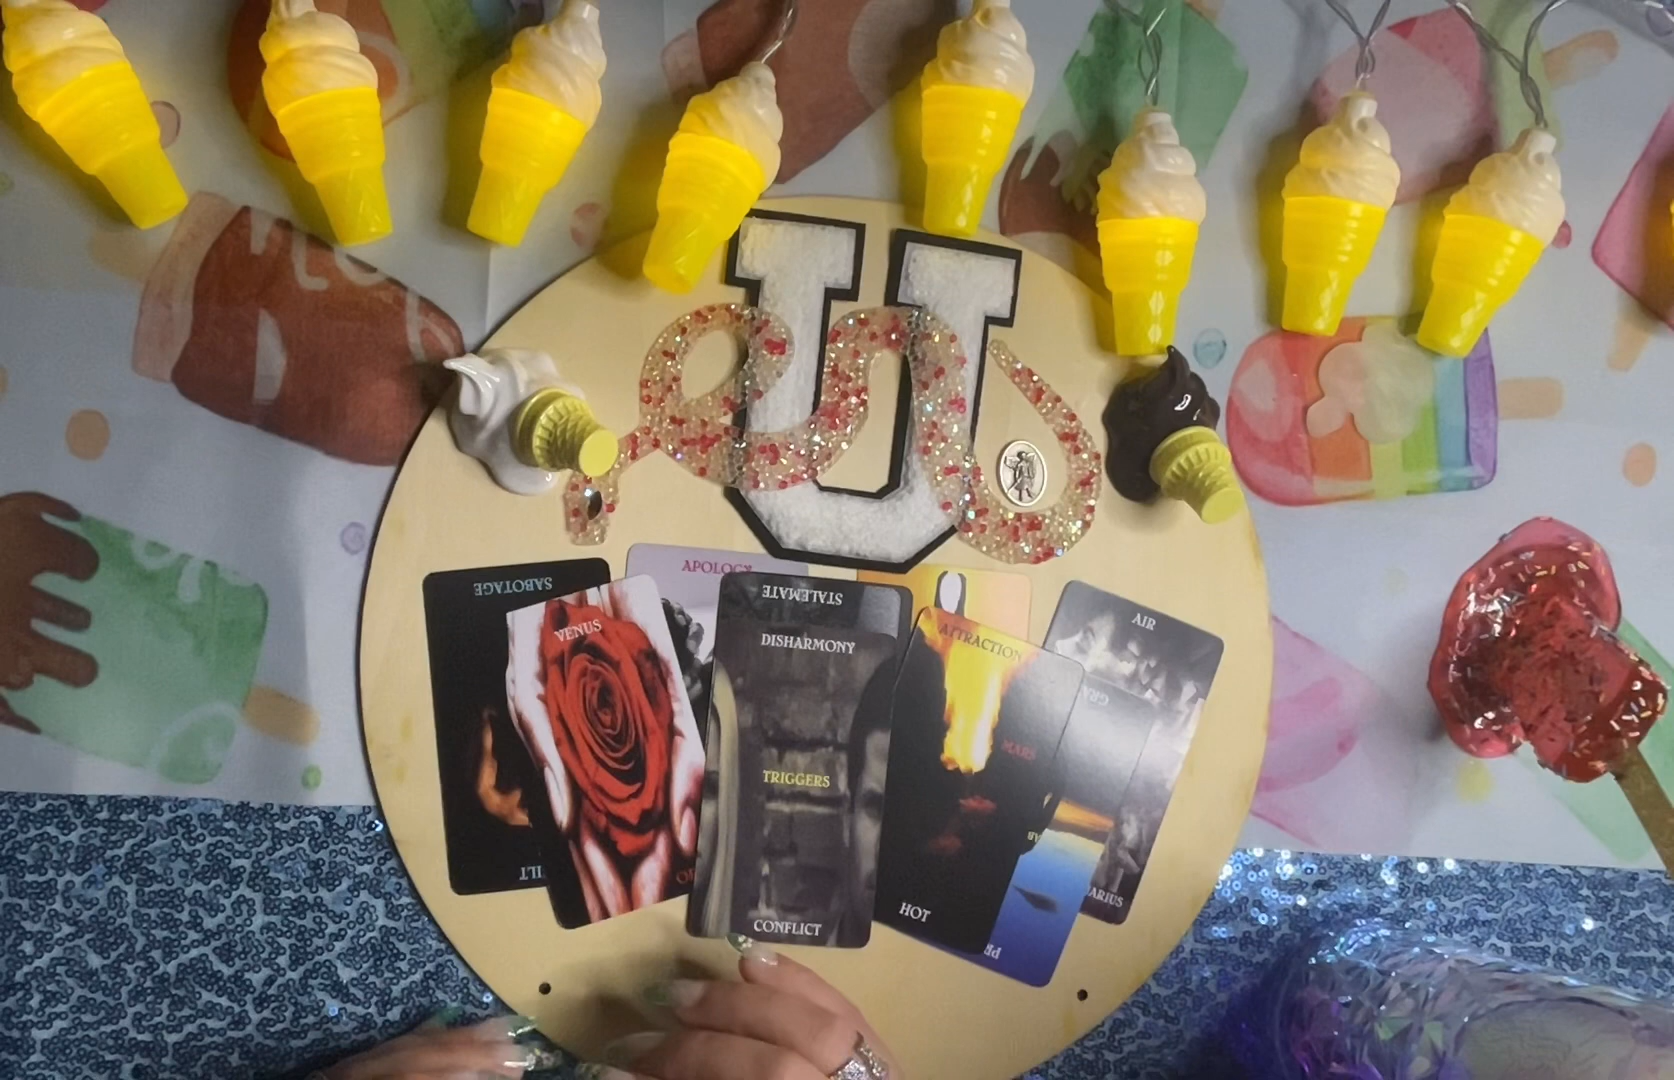 U
SABOTAGE
APOLOGY
STALEMATE
VENUS
DISHARMONY
ATTRACTION
AIR
MARS
TRIGGERS
HOT
CONFLICT